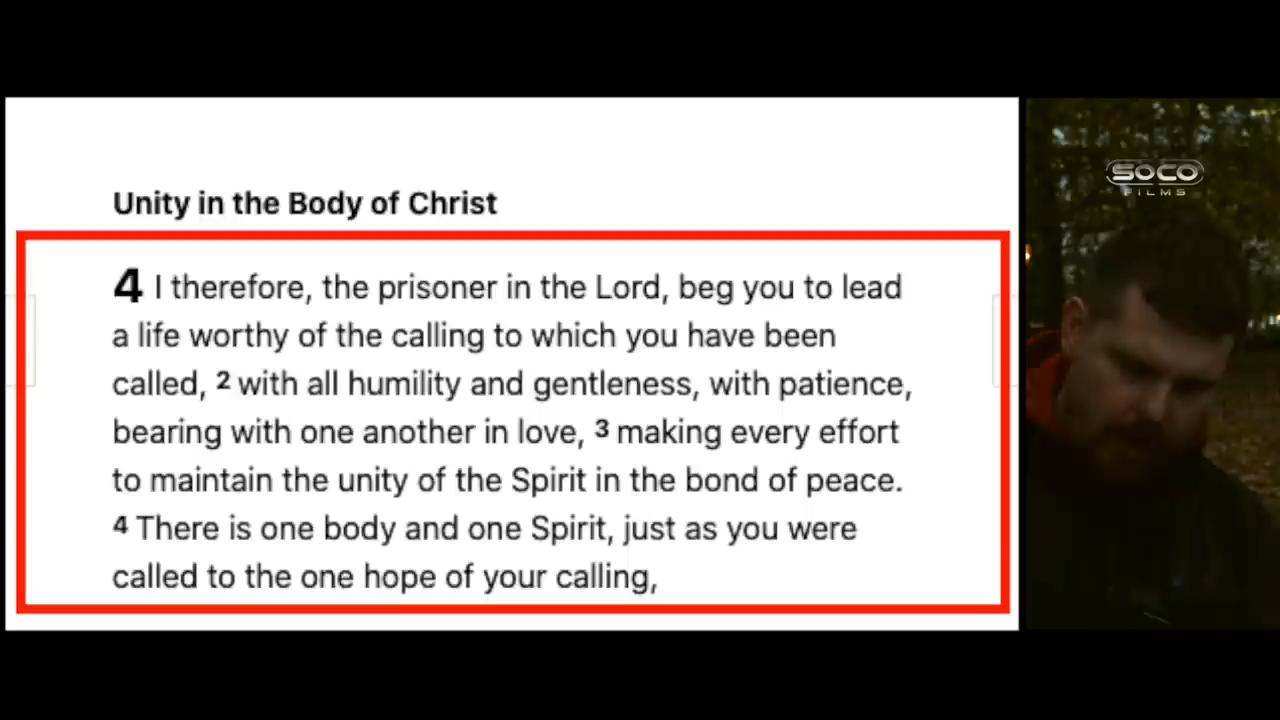 Unity in the Body of Christ
4 I therefore, the prisoner in the Lord, beg you to lead
a life worthy of the calling to which you have been
called, 2 with all humility and gentleness, with patience,
bearing with one another in love, 3 making every effort
to maintain the unity of the Spirit in the bond of peace.
4 There is one body and one Spirit, just as you were
called to the one hope of your calling,
SOCO
FILMS